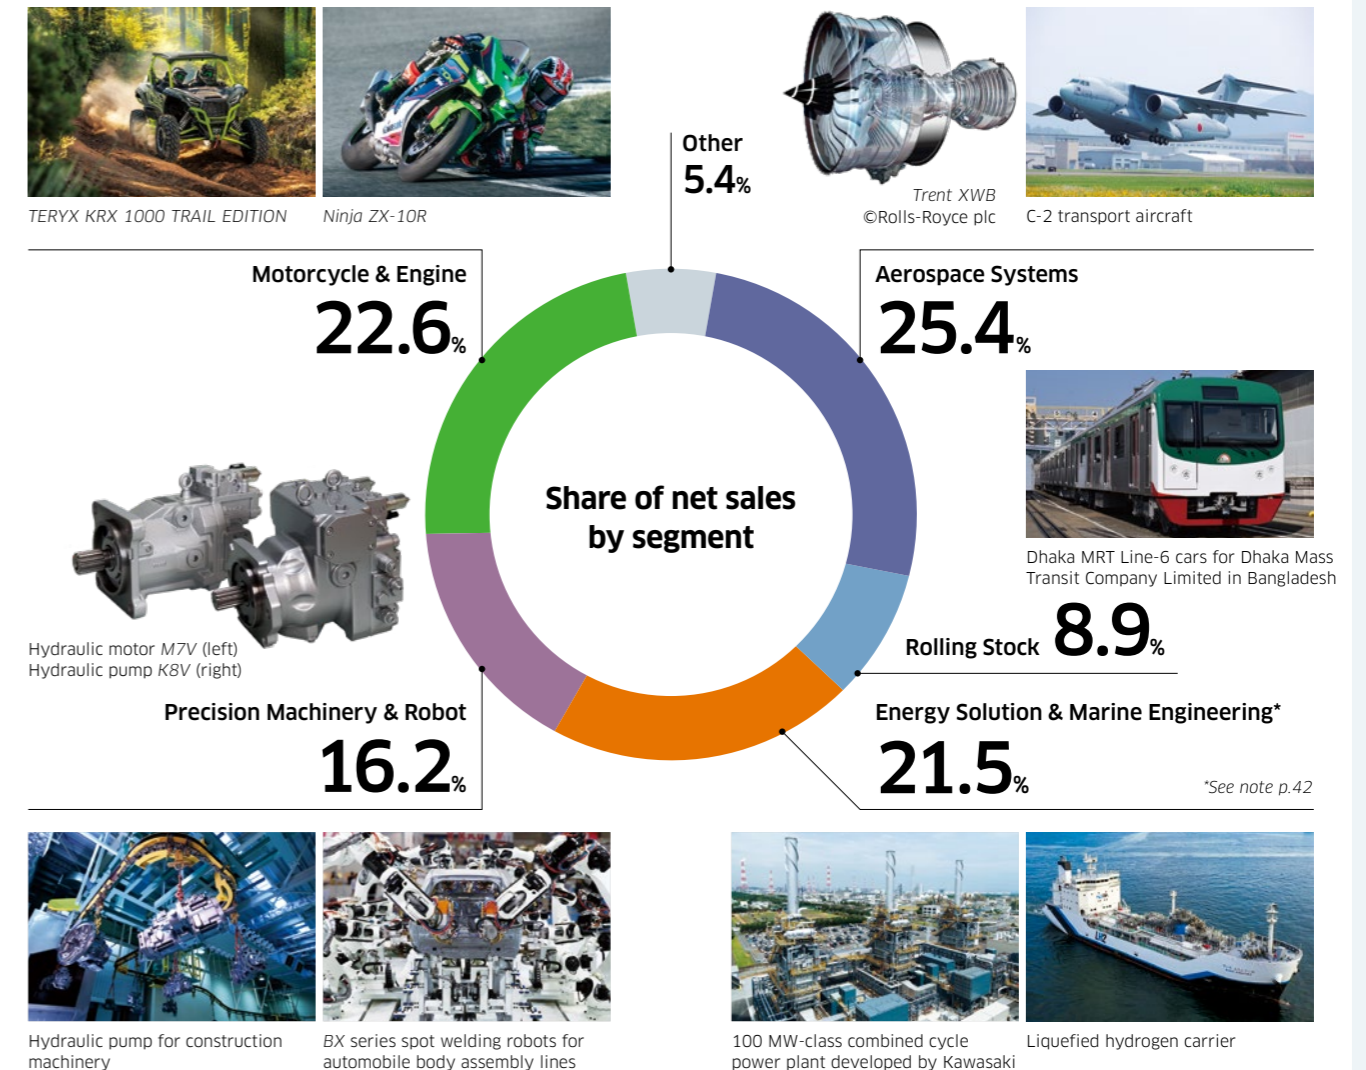 TERYX KRX 1000 TRAIL EDITION
Ninja ZX-10R
Other
5.4%
Trent XWB
©Rolls-Royce plc
C-2 transport aircraft
Motorcycle & Engine
22.6%
Aerospace Systems
25.4%
Share of net sales
by segment
Dhaka MRT Line-6 cars for Dhaka Mass
Transit Company Limited in Bangladesh
Rolling Stock 8.9%
Hydraulic motor M7V (left)
Hydraulic pump K8V (right)
Precision Machinery & Robot
16.2%
Energy Solution & Marine Engineering*
21.5%
*See note p.42
LH2
Hydraulic pump for construction
machinery
BX series spot welding robots for
automobile body assembly lines
100 MW-class combined cycle
power plant developed by Kawasaki
Liquefied hydrogen carrier